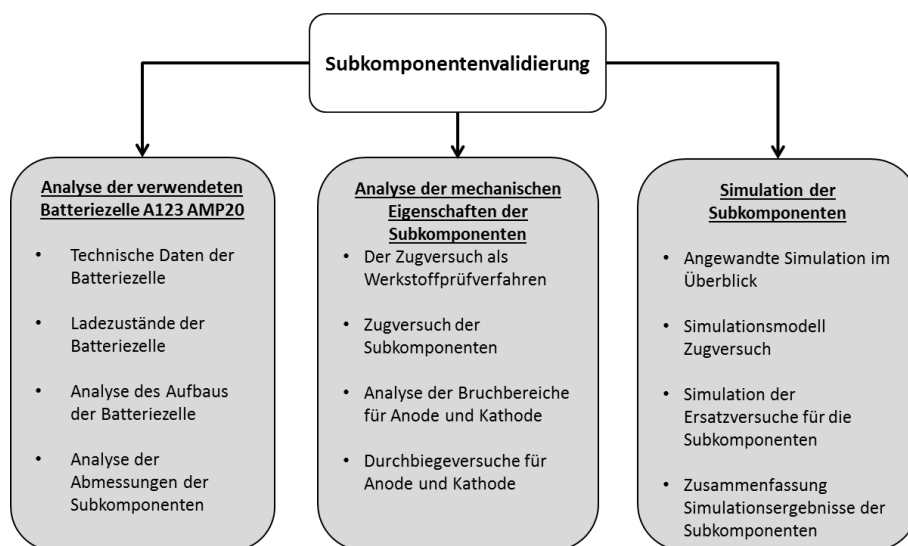 Subkomponentenvalidierung
Analyse der verwendeten
Batteriezelle A123 AMP20
• Technische Daten der
Batteriezelle
• Ladezustände der
Batteriezelle
• Analyse des Aufbaus
der Batteriezelle
• Analyse der
Abmessungen der
Subkomponenten
Analyse der mechanischen
Eigenschaften der
Subkomponenten
• Der Zugversuch als
Werkstoffprüfverfahren
• Zugversuch der
Subkomponenten
• Analyse der Bruchbereiche
für Anode und Kathode
• Durchbiegeversuche für
Anode und Kathode
Simulation der
Subkomponenten
• Angewandte Simulation im
Überblick
• Simulationsmodell
Zugversuch
• Simulation der
Ersatzversuche für die
Subkomponenten
• Zusammenfassung
Simulationsergebnisse der
Subkomponenten